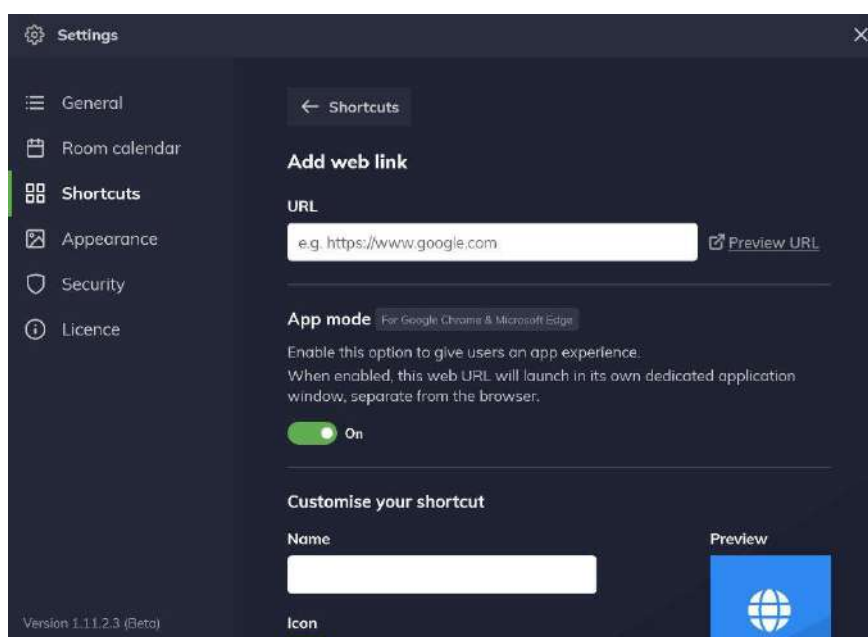 Settings
General
Room calendar
Shortcuts
Appearance
Security
Licence
Version 1.11.2.3 (Beta)
← Shortcuts
Add web link
URL
e.g. https://www.google.com
Preview URL
App mode For Google Chrome & Microsoft Edge
Enable this option to give users an app experience.
When enabled, this web URL will launch in its own dedicated application
window, separate from the browser.
On
Customise your shortcut
Name
Preview
Icon